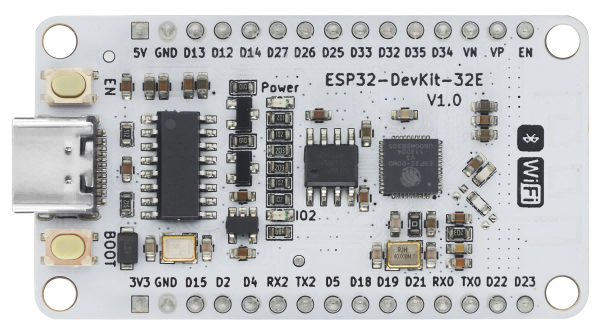 5V GND D13 D12 D14 D27 D26 D25 D33 D32 D35 D34 VN VP EN
EN
Power
ESP32-DevKit-32E
V1.0
WiFi
IO2
BOOT
3V3 GND D15 D2 D4 RX2 TX2 D5 D18 D19 D21 RX0 TX0 D22 D23